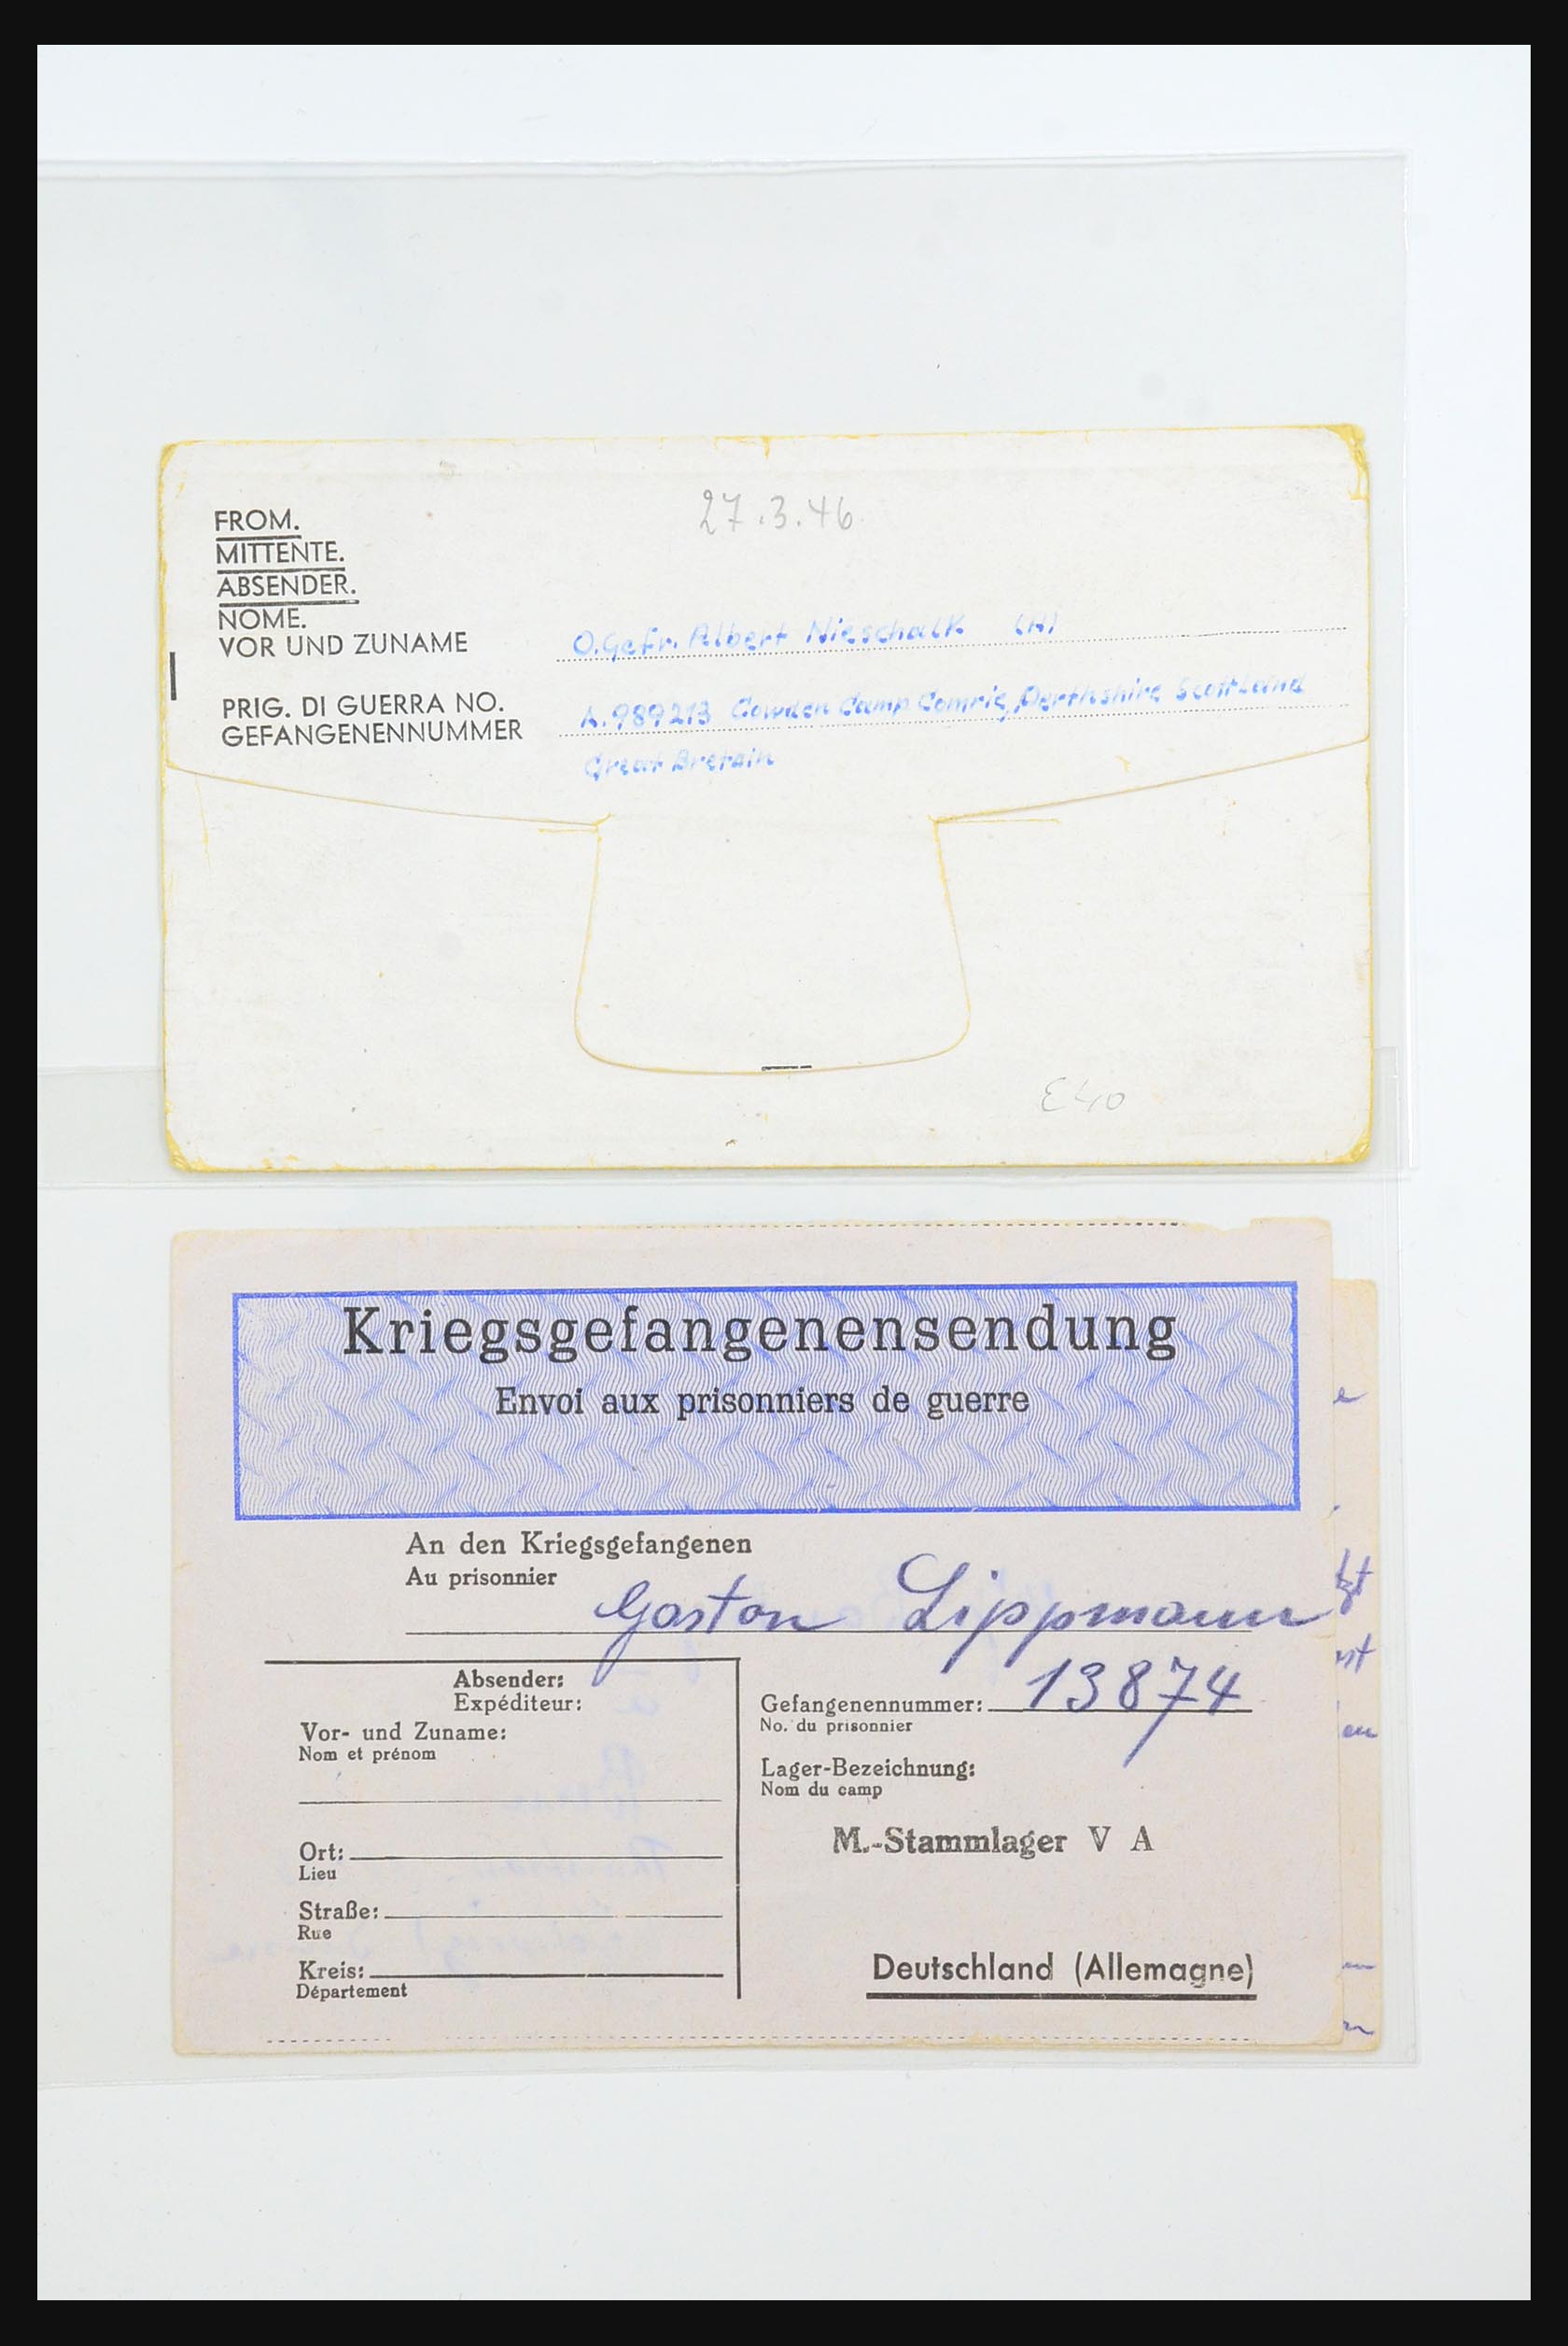 27.3.46
FROM.
MITTENTE.
ABSENDER.
NOME.
VOR UND ZUNAME
O.Gefr. Albert Nieschalk (H)
PRIG. DI GUERRA NO.
GEFANGENENNUMMER
A.989213 Cowden Camp Comrie, Perthshire Scottland
Great Bretain
E40
Kriegsgefangenensendung
Envoi aux prisonniers de guerre
An den Kriegsgefangenen
Au prisonnier
Gaston Lippmann
Absender:
Expéditeur:
Vor- und Zuname:
Nom et prénom
Ort:
Lieu
Straße:
Rue
Kreis:
Département
Gefangenennummer: 13874
No. du prisonnier
Lager-Bezeichnung:
Nom du camp
M.-Stammlager V A
Deutschland (Allemagne)